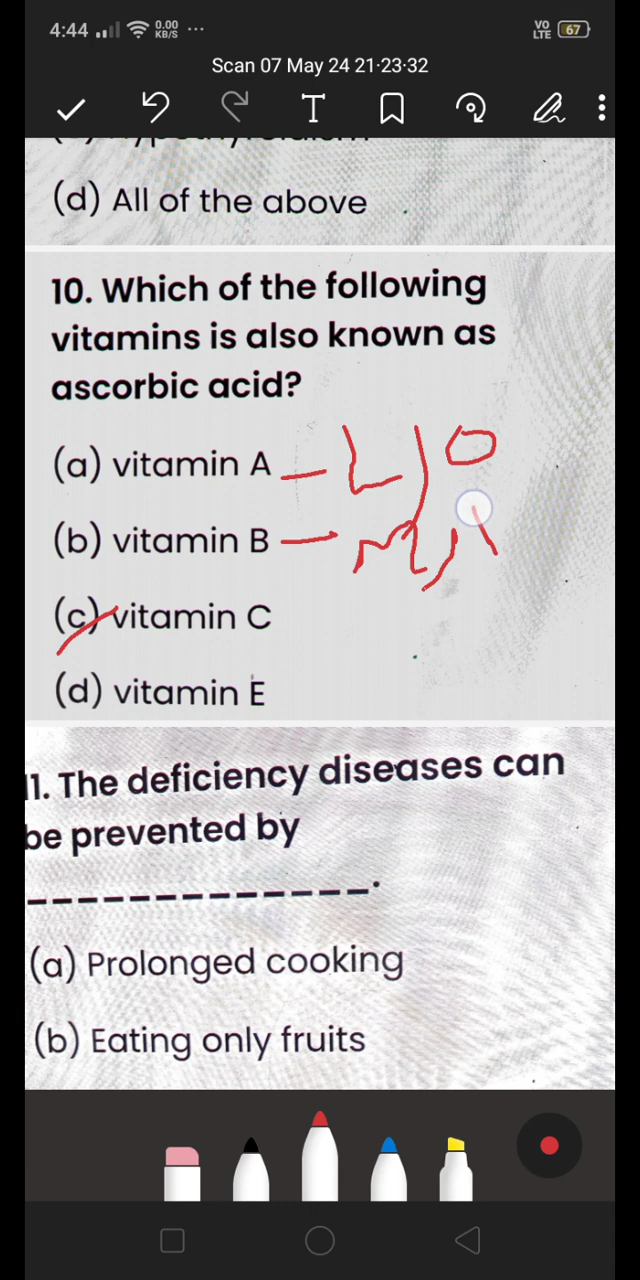 4:44
0.00 KB/S
VO LTE
67
Scan 07 May 24 21·23·32
T
(d) All of the above
10. Which of the following
vitamins is also known as
ascorbic acid?
(a) vitamin A
(b) vitamin B
(c) vitamin C
(d) vitamin E
11. The deficiency diseases can
be prevented by
_____________.
(a) Prolonged cooking
(b) Eating only fruits